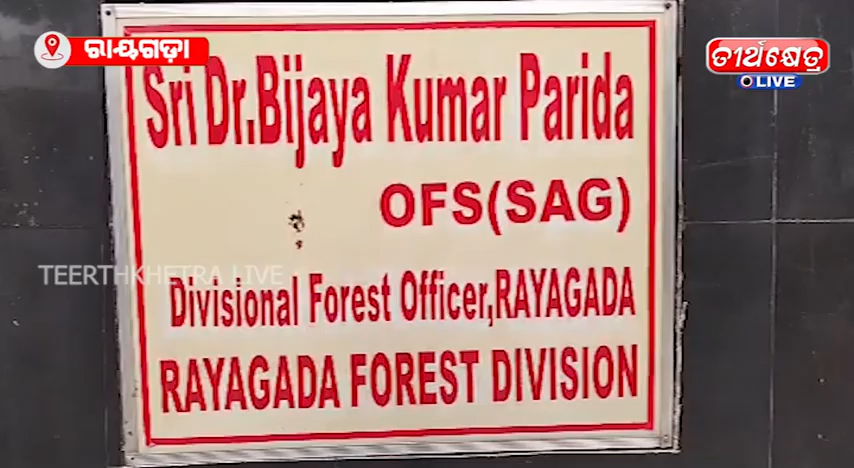 ରାୟଗଡ଼ା
ତୀର୍ଥକ୍ଷେତ୍ର
LIVE
Sri Dr.Bijaya Kumar Parida
OFS(SAG)
TEERTHKHETRA LIVE
Divisional Forest Officer,RAYAGADA
RAYAGADA FOREST DIVISION